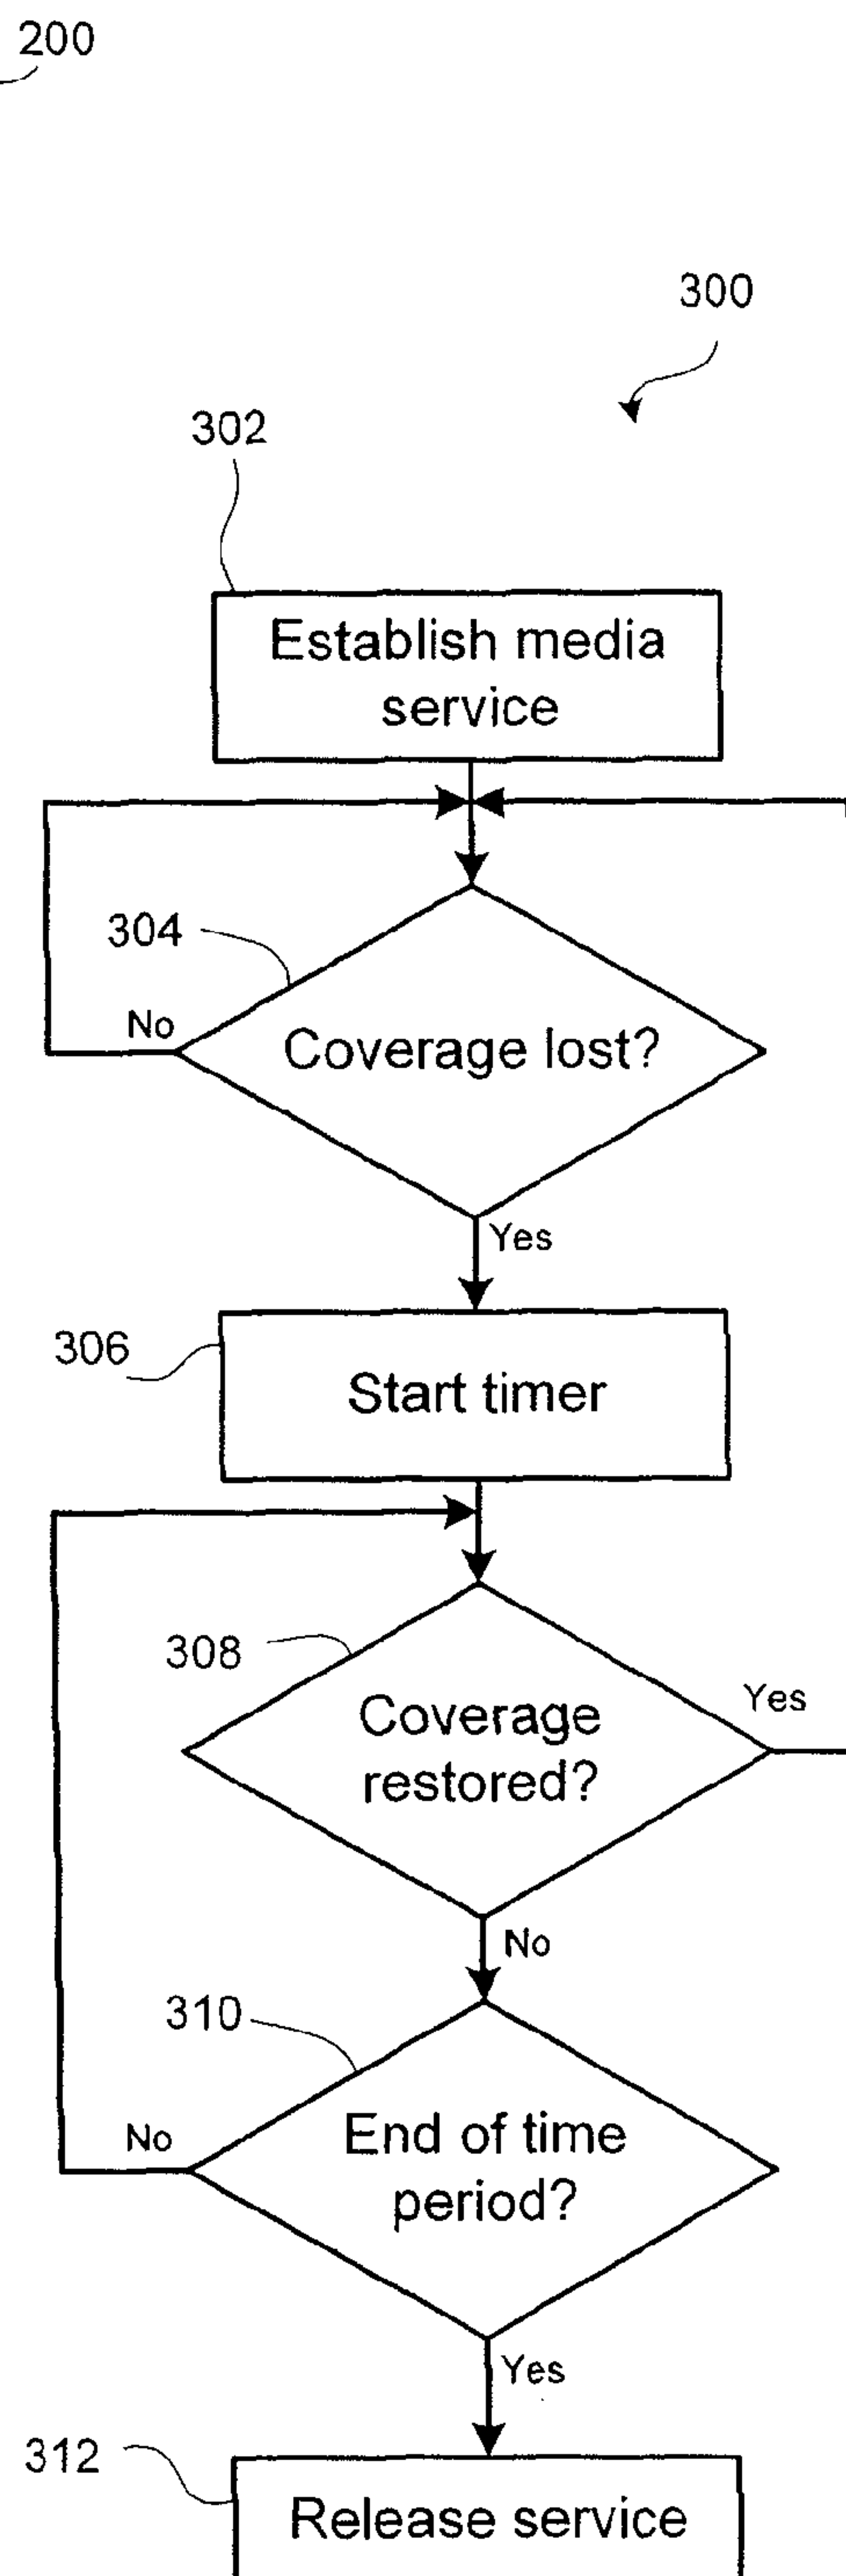 200
300
302
Establish media
service
304
No
Coverage lost?
Yes
306
Start timer
308
Coverage
restored?
Yes
No
310
No
End of time
period?
Yes
312
Release service